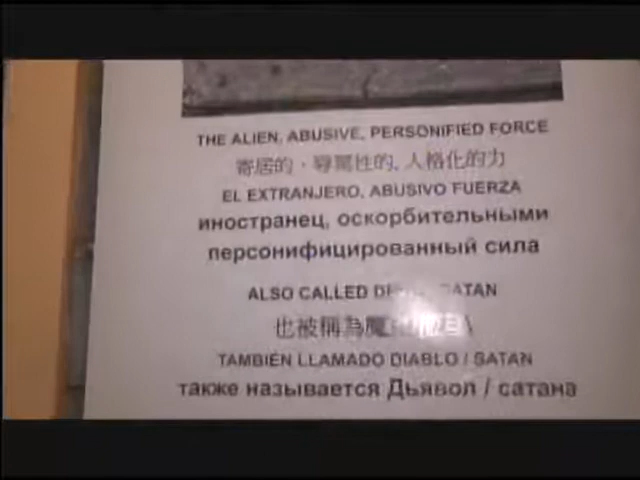 THE ALIEN, ABUSIVE, PERSONIFIED FORCE
寄居的，辱罵性的, 人格化的力
EL EXTRANJERO, ABUSIVO FUERZA
иностранец, оскорбительными
персонифицированный сила
ALSO CALLED SATAN
也被稱為魔
TAMBIÉN LLAMADO DIABLO / SATAN
также называется Дьявол / сатана